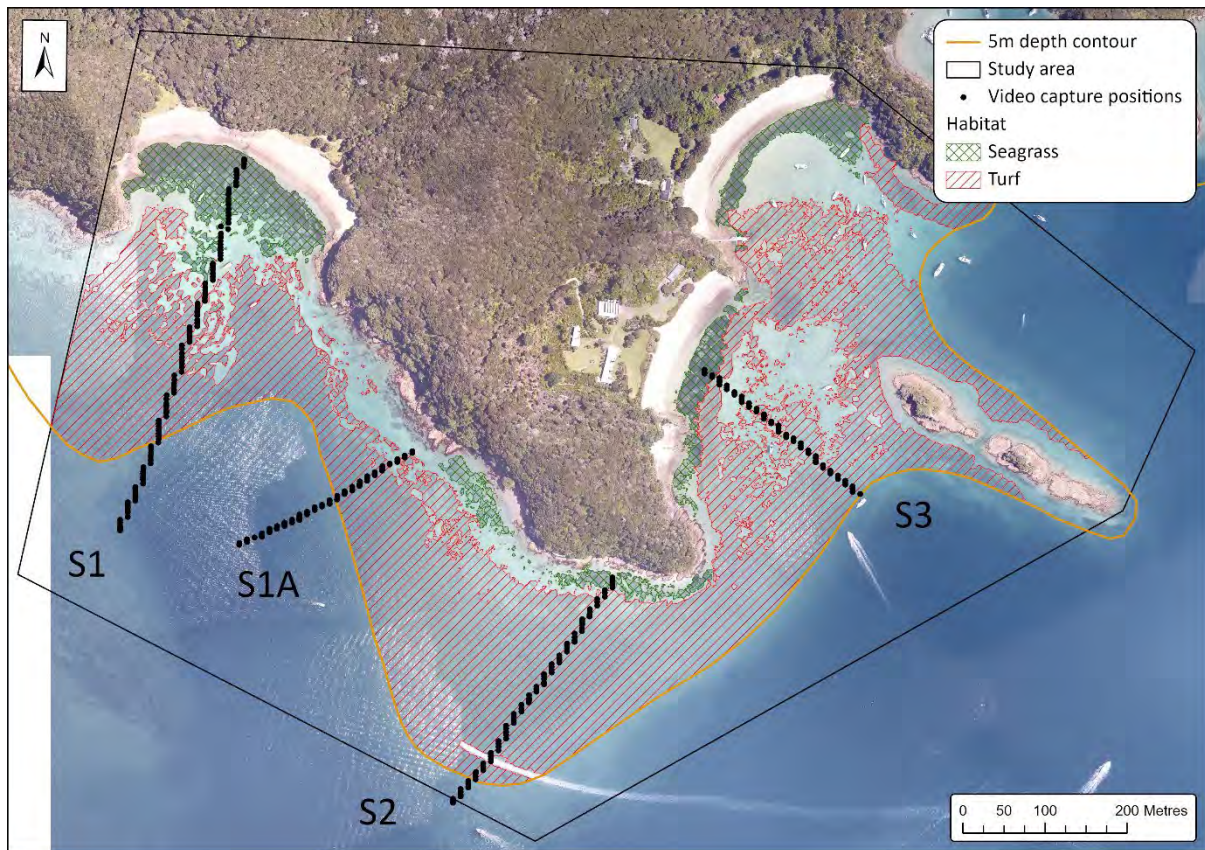 N
5m depth contour
Study area
Video capture positions
Habitat
Seagrass
Turf
S1
S1A
S2
S3
0 50 100 200 Metres